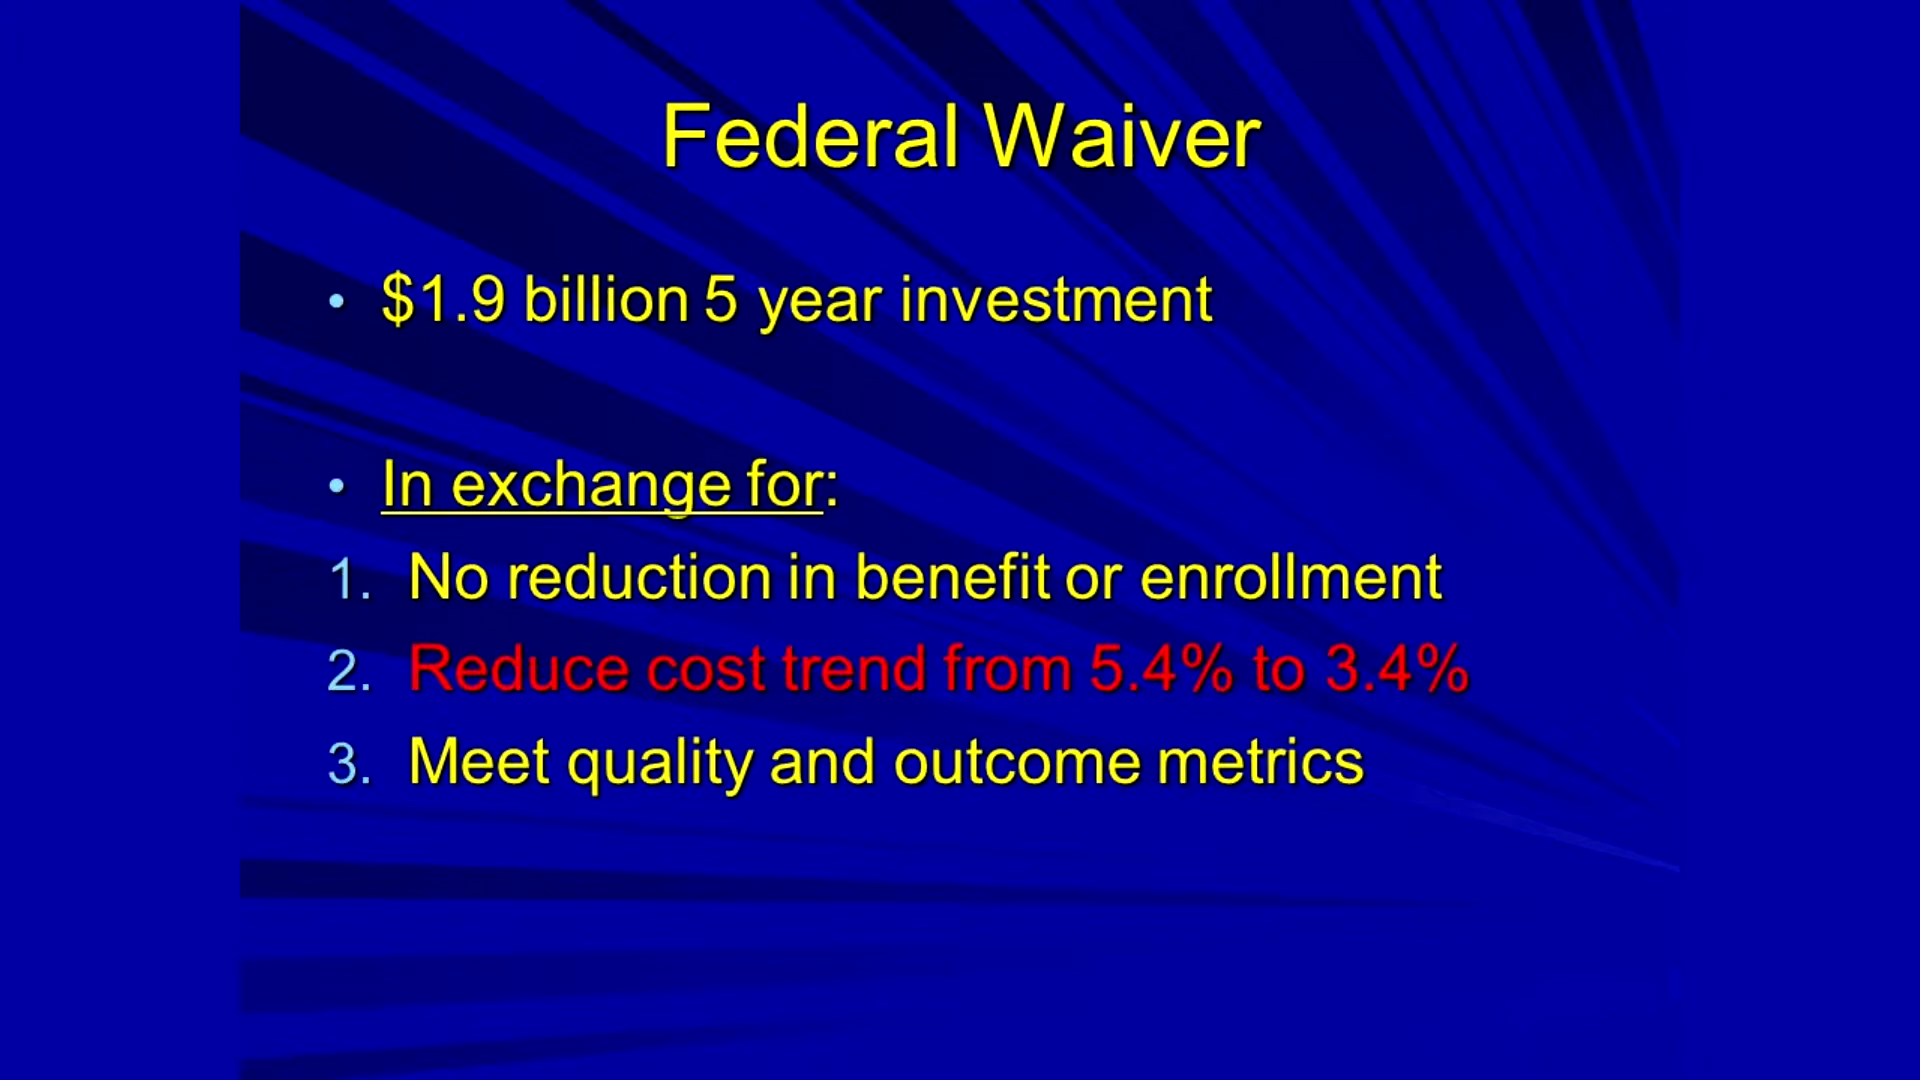 Federal Waiver
• $1.9 billion 5 year investment
• In exchange for:
1. No reduction in benefit or enrollment
2. Reduce cost trend from 5.4% to 3.4%
3. Meet quality and outcome metrics